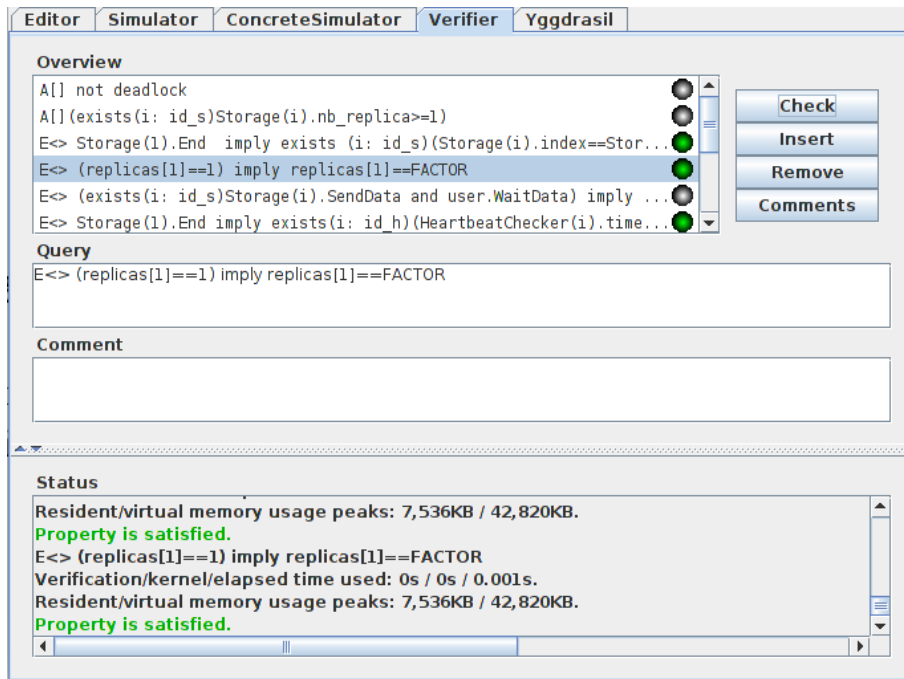 Editor Simulator ConcreteSimulator Verifier Yggdrasil
Overview
A[] not deadlock
A[](exists(i: id_s)Storage(i).nb_replica>=1)
E<> Storage(1).End  imply exists (i: id_s)(Storage(i).index==Stor...
E<> (replicas[1]==1) imply replicas[1]==FACTOR
E<> (exists(i: id_s)Storage(i).SendData and user.WaitData) imply ...
E<> Storage(1).End imply exists(i: id_h)(HeartbeatChecker(i).time...
Check
Insert
Remove
Comments
Query
E<> (replicas[1]==1) imply replicas[1]==FACTOR
Comment
Status
Resident/virtual memory usage peaks: 7,536KB / 42,820KB.
Property is satisfied.
E<> (replicas[1]==1) imply replicas[1]==FACTOR
Verification/kernel/elapsed time used: 0s / 0s / 0.001s.
Resident/virtual memory usage peaks: 7,536KB / 42,820KB.
Property is satisfied.